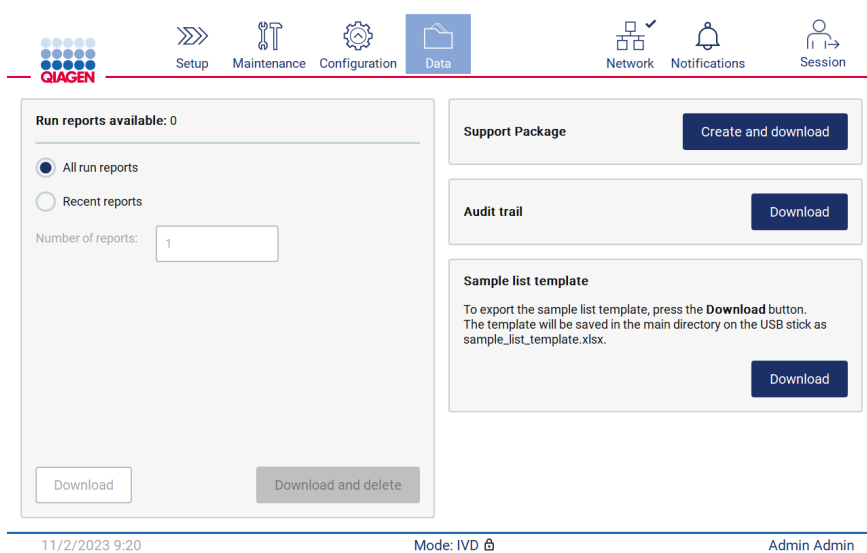 QIAGEN
Setup
Maintenance
Configuration
Data
Network
Notifications
Session
Run reports available: 0
All run reports
Recent reports
Number of reports:
1
Download
Download and delete
Support Package
Create and download
Audit trail
Download
Sample list template
To export the sample list template, press the Download button.
The template will be saved in the main directory on the USB stick as
sample_list_template.xlsx.
Download
11/2/2023 9:20
Mode: IVD
Admin Admin